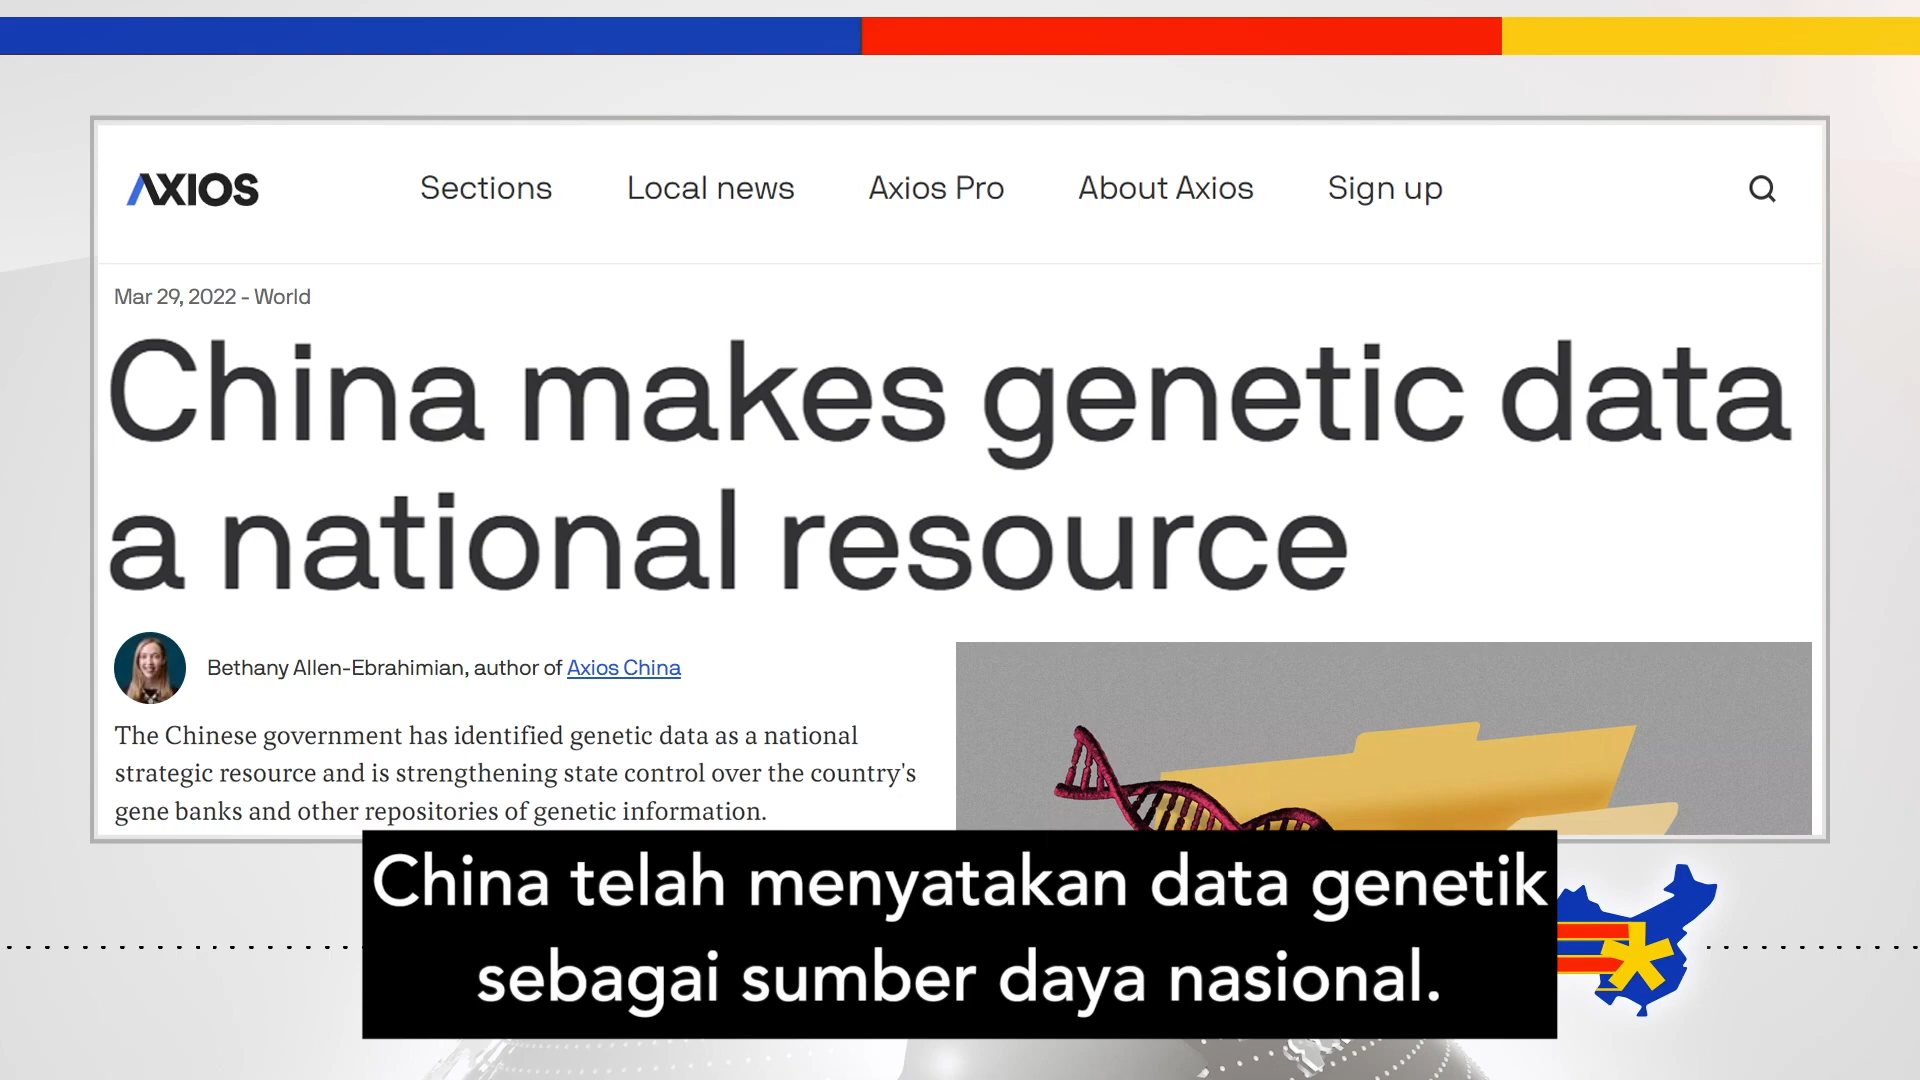 AXIOS
Sections
Local news
Axios Pro
About Axios
Sign up
Mar 29, 2022 - World
China makes genetic data
a national resource
Bethany Allen-Ebrahimian, author of Axios China
The Chinese government has identified genetic data as a national
strategic resource and is strengthening state control over the country's
gene banks and other repositories of genetic information.
China telah menyatakan data genetik
sebagai sumber daya nasional.